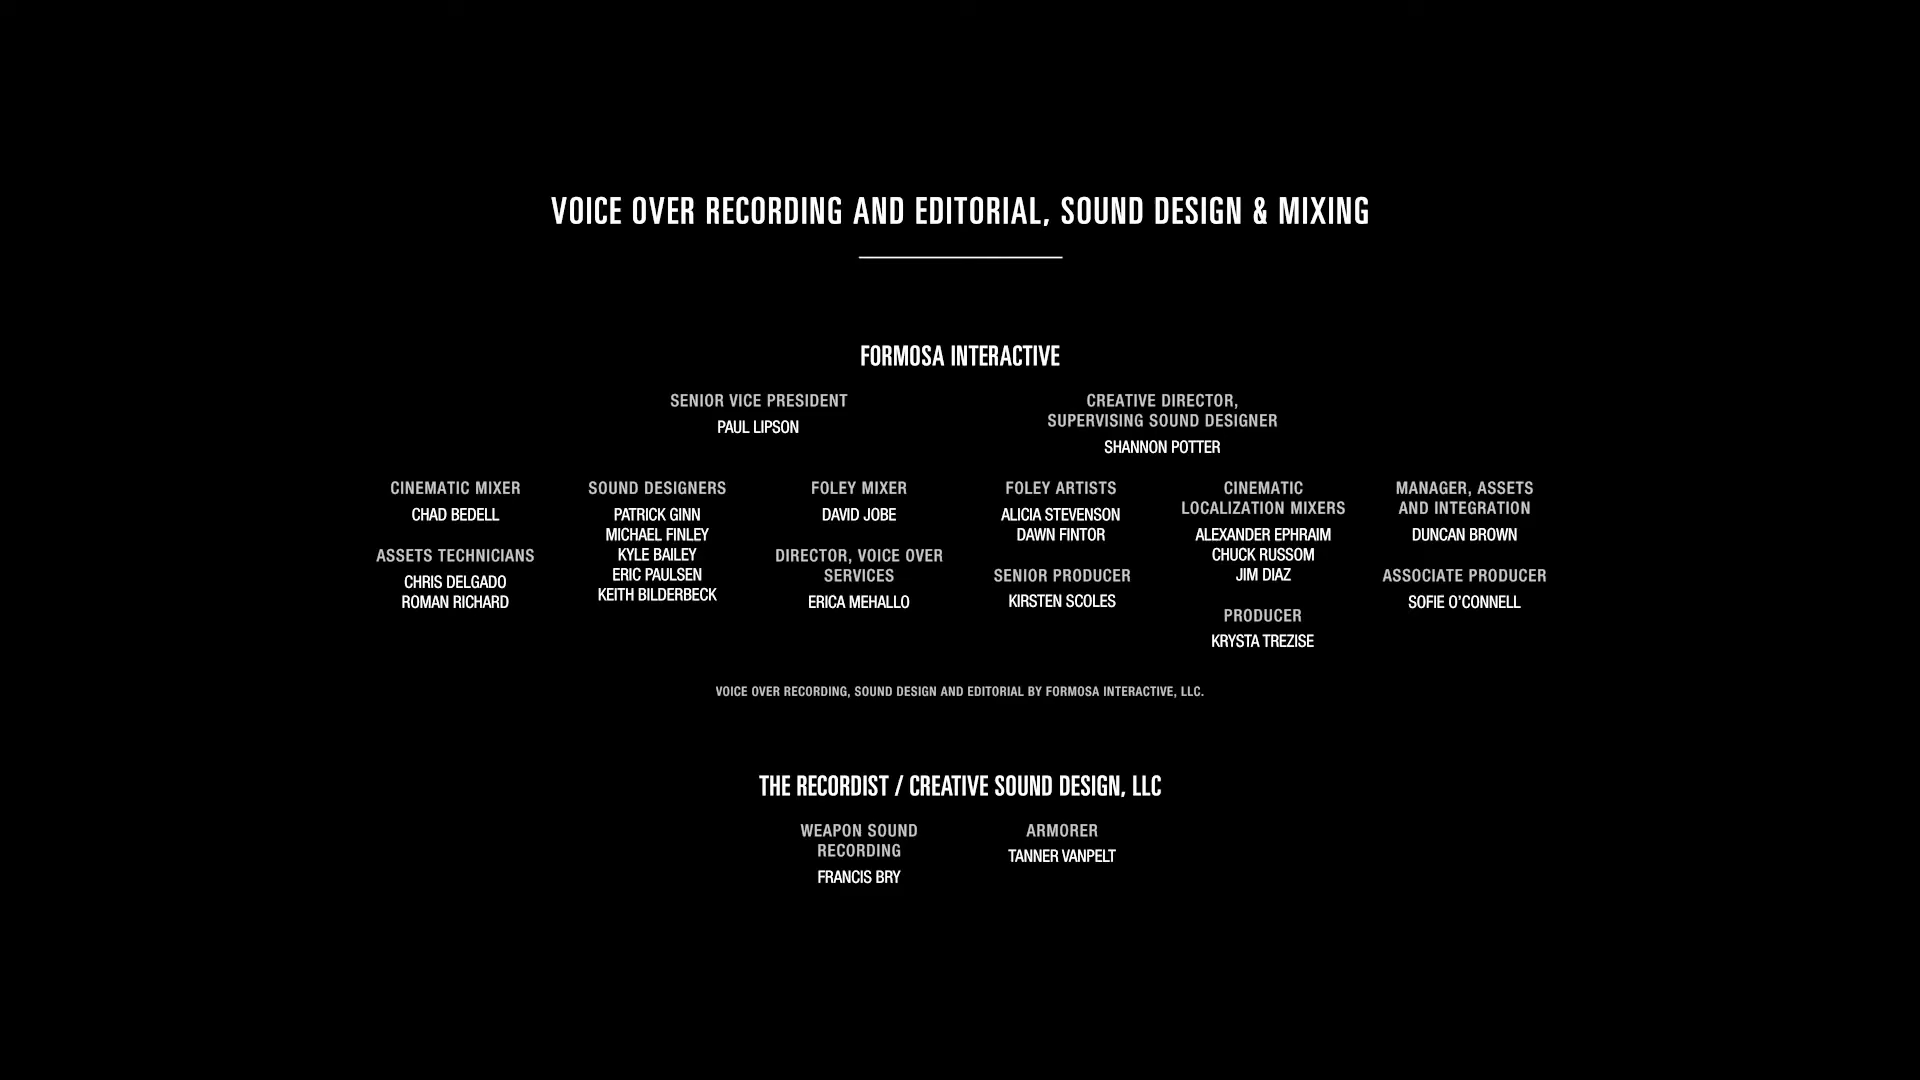 VOICE OVER RECORDING AND EDITORIAL, SOUND DESIGN & MIXING
FORMOSA INTERACTIVE
SENIOR VICE PRESIDENT
PAUL LIPSON
CREATIVE DIRECTOR,
SUPERVISING SOUND DESIGNER
SHANNON POTTER
CINEMATIC MIXER
CHAD BEDELL
ASSETS TECHNICIANS
CHRIS DELGADO
ROMAN RICHARD
SOUND DESIGNERS
PATRICK GINN
MICHAEL FINLEY
KYLE BAILEY
ERIC PAULSEN
KEITH BILDERBECK
FOLEY MIXER
DAVID JOBE
DIRECTOR, VOICE OVER
SERVICES
ERICA MEHALLO
FOLEY ARTISTS
ALICIA STEVENSON
DAWN FINTOR
SENIOR PRODUCER
KIRSTEN SCOLES
CINEMATIC
LOCALIZATION MIXERS
ALEXANDER EPHRAIM
CHUCK RUSSOM
JIM DIAZ
PRODUCER
KRYSTA TREZISE
MANAGER, ASSETS
AND INTEGRATION
DUNCAN BROWN
ASSOCIATE PRODUCER
SOFIE O’CONNELL
VOICE OVER RECORDING, SOUND DESIGN AND EDITORIAL BY FORMOSA INTERACTIVE, LLC.
THE RECORDIST / CREATIVE SOUND DESIGN, LLC
WEAPON SOUND
RECORDING
FRANCIS BRY
ARMORER
TANNER VANPELT